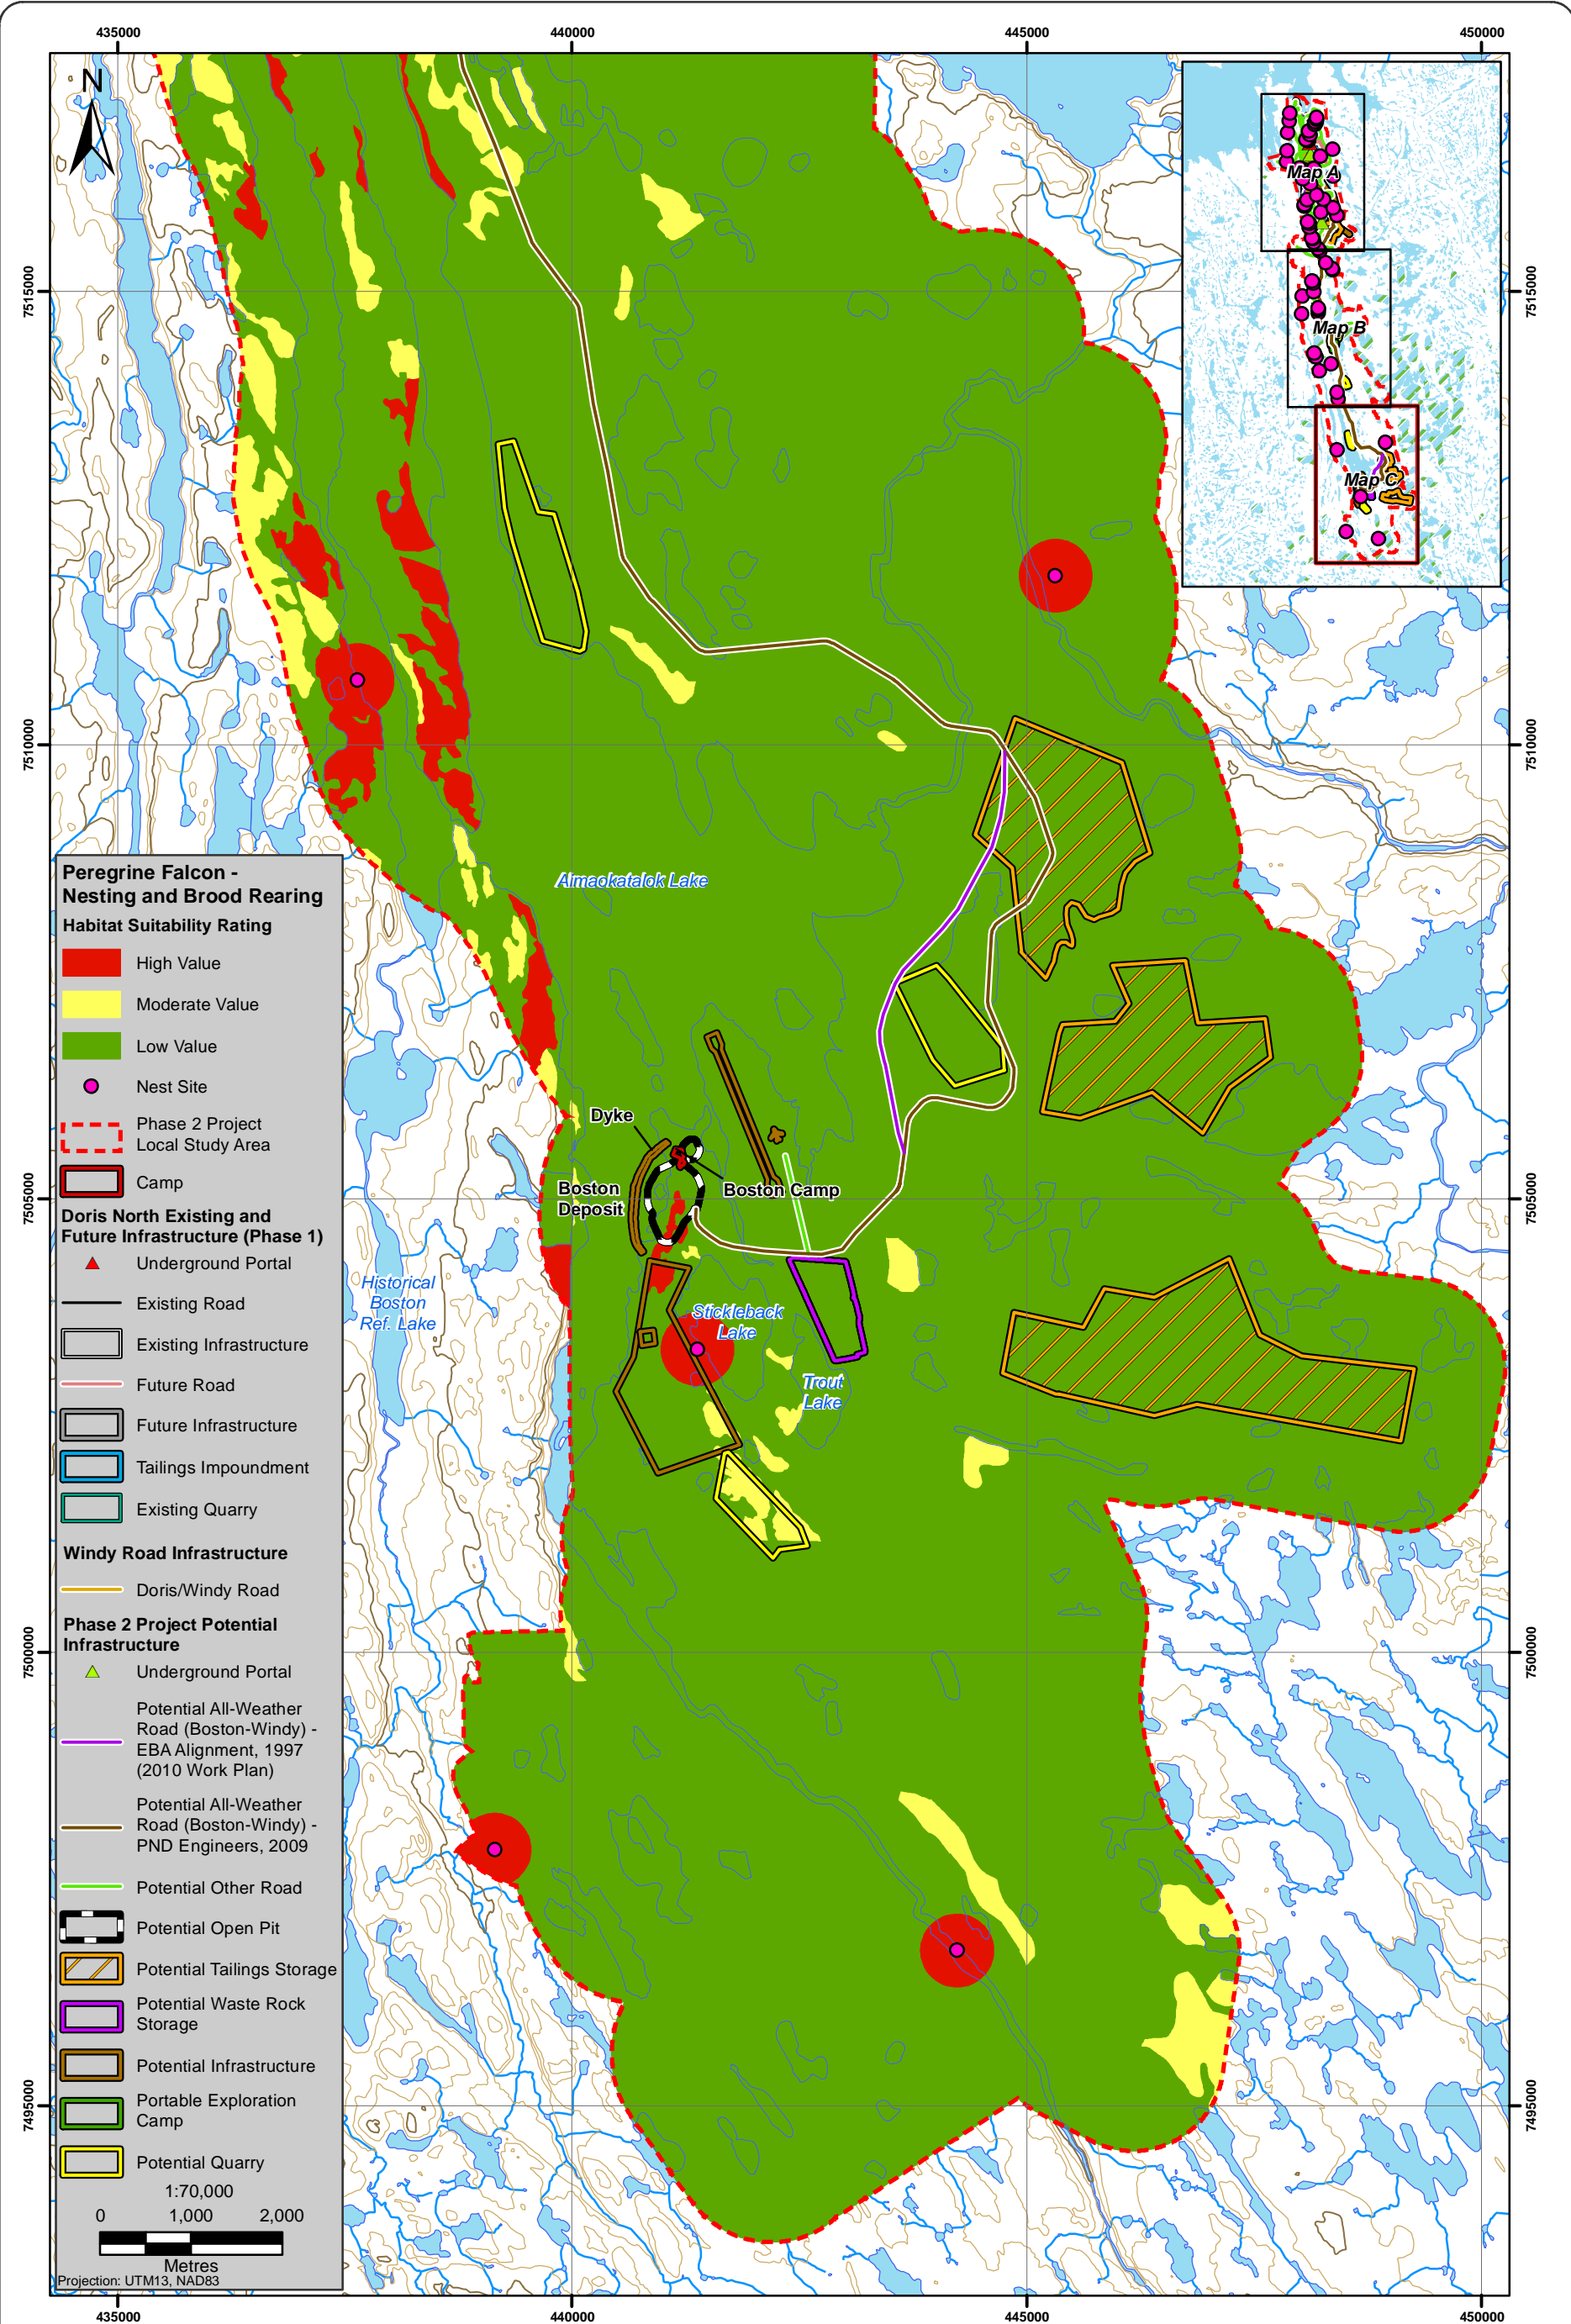 435000
440000
445000
450000
N
7515000
7515000
Map A
Map B
Map C
7510000
7510000
Aimaokatalok Lake
Peregrine Falcon -
Nesting and Brood Rearing
Habitat Suitability Rating
High Value
Moderate Value
Low Value
Nest Site
Phase 2 Project
Local Study Area
Camp
Doris North Existing and
Future Infrastructure (Phase 1)
Underground Portal
Existing Road
Existing Infrastructure
Future Road
Future Infrastructure
Tailings Impoundment
Existing Quarry
Windy Road Infrastructure
Doris/Windy Road
Phase 2 Project Potential
Infrastructure
Underground Portal
Potential All-Weather
Road (Boston-Windy) -
EBA Alignment, 1997
(2010 Work Plan)
Potential All-Weather
Road (Boston-Windy) -
PND Engineers, 2009
Potential Other Road
Potential Open Pit
Potential Tailings Storage
Potential Waste Rock
Storage
Potential Infrastructure
Portable Exploration
Camp
Potential Quarry
1:70,000
0 1,000 2,000
Metres
Projection: UTM13, NAD83
Dyke
Boston
Deposit
Boston Camp
7505000
7505000
Historical
Boston
Ref. Lake
Stickleback
Lake
Trout
Lake
7500000
7500000
7495000
7495000
435000
440000
445000
450000